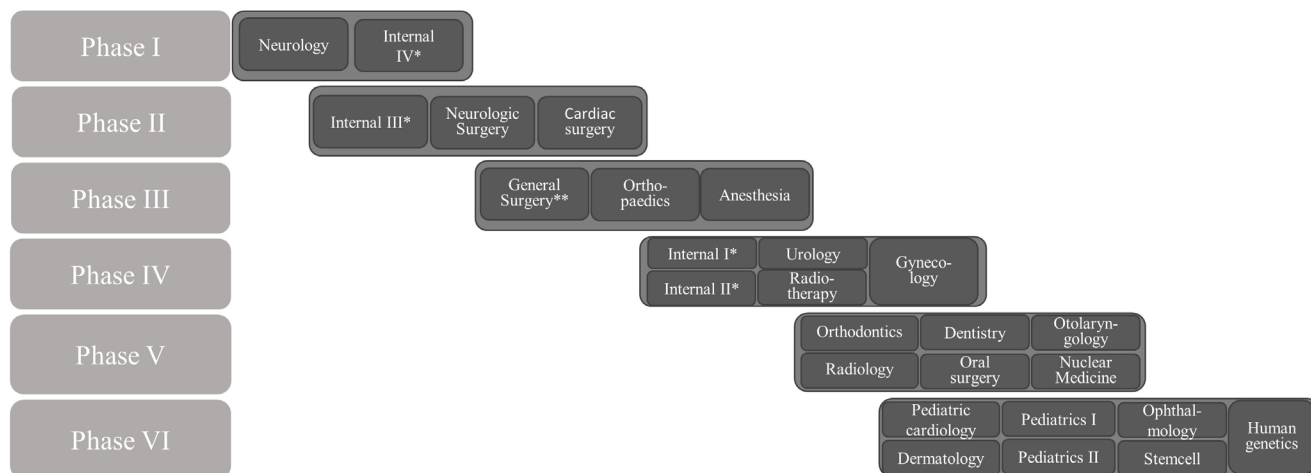 Phase I
Neurology
Internal
IV*
Phase II
Internal III*
Neurologic
Surgery
Cardiac
surgery
Phase III
General
Surgery**
Ortho-
paedics
Anesthesia
Phase IV
Internal I*
Urology
Gyneco-
logy
Internal II*
Radio-
therapy
Phase V
Orthodontics
Dentistry
Otolaryn-
gology
Radiology
Oral
surgery
Nuclear
Medicine
Phase VI
Pediatric
cardiology
Pediatrics I
Ophthal-
mology
Human
genetics
Dermatology
Pediatrics II
Stemcell